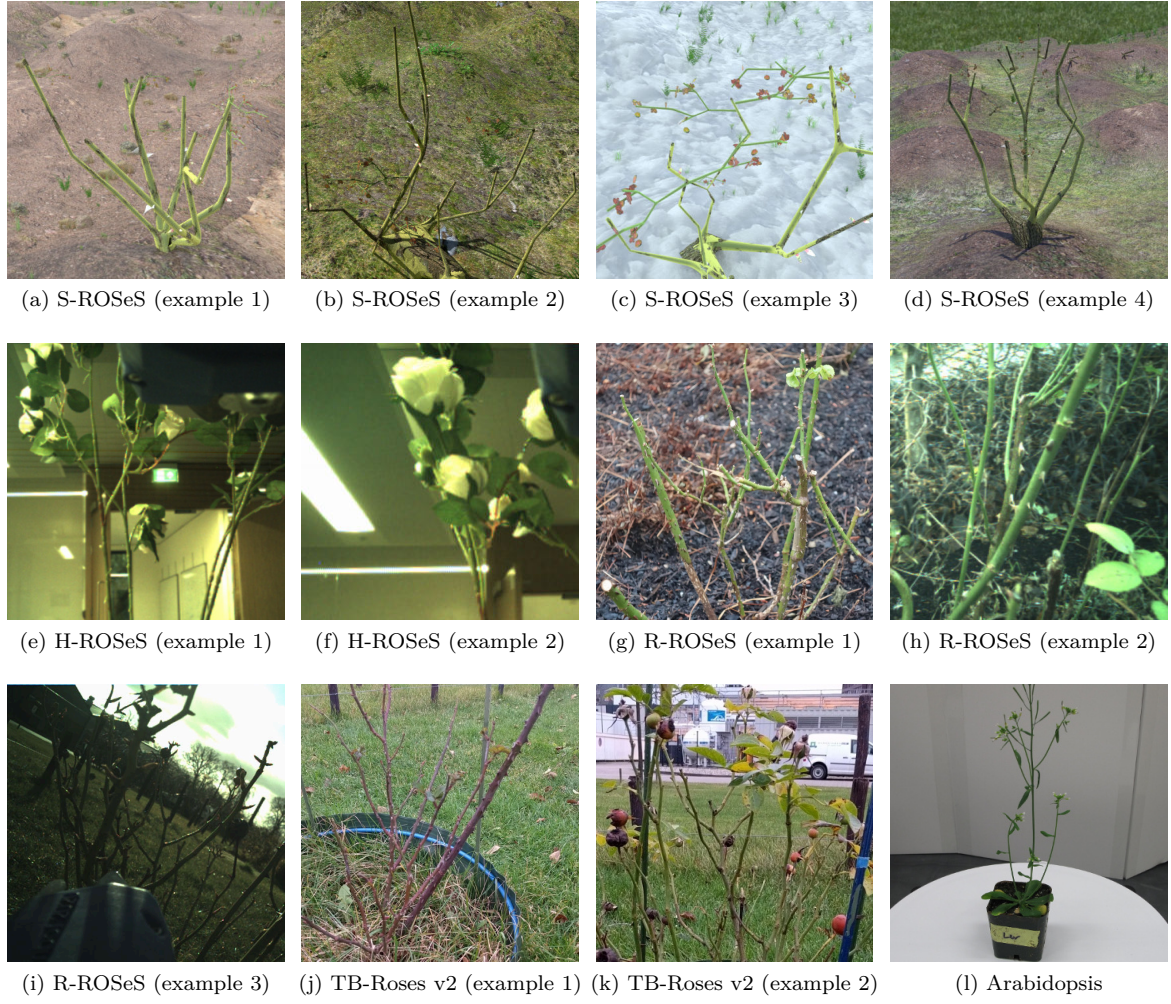 (a) S-ROSeS (example 1)
(b) S-ROSeS (example 2)
(c) S-ROSeS (example 3)
(d) S-ROSeS (example 4)
(e) H-ROSeS (example 1)
(f) H-ROSeS (example 2)
(g) R-ROSeS (example 1)
(h) R-ROSeS (example 2)
(i) R-ROSeS (example 3)
(j) TB-Roses v2 (example 1)
(k) TB-Roses v2 (example 2)
(l) Arabidopsis